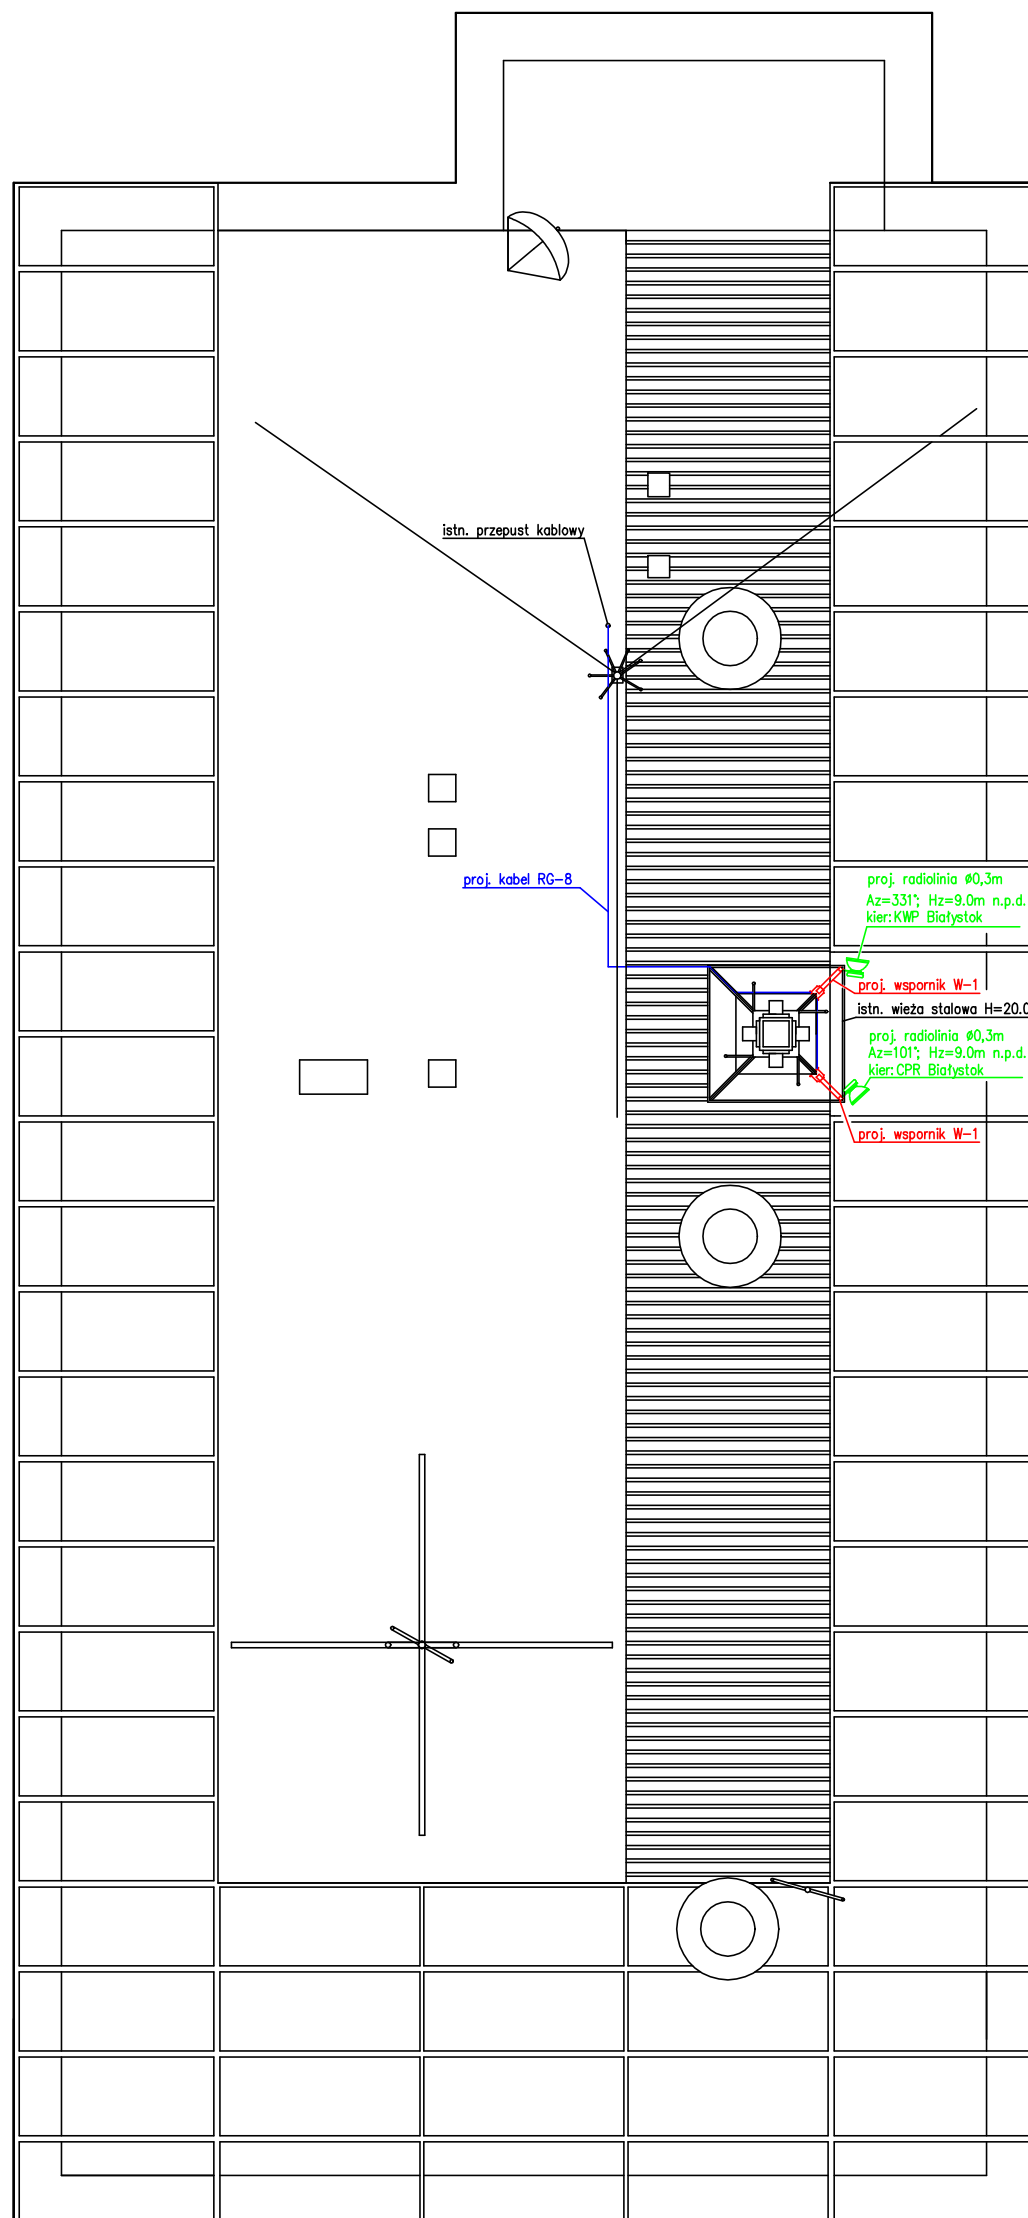 istn. przepust kablowy
proj. kabel RG-8
proj. radiolinia ø0,3m
Az=331°; Hz=9.0m n.p.d.
kier: KWP Białystok
proj. wspornik W-1
istn. wieża stalowa H=20.0
proj. radiolinia ø0,3m
Az=101°; Hz=9.0m n.p.d.
kier: CPR Białystok
proj. wspornik W-1